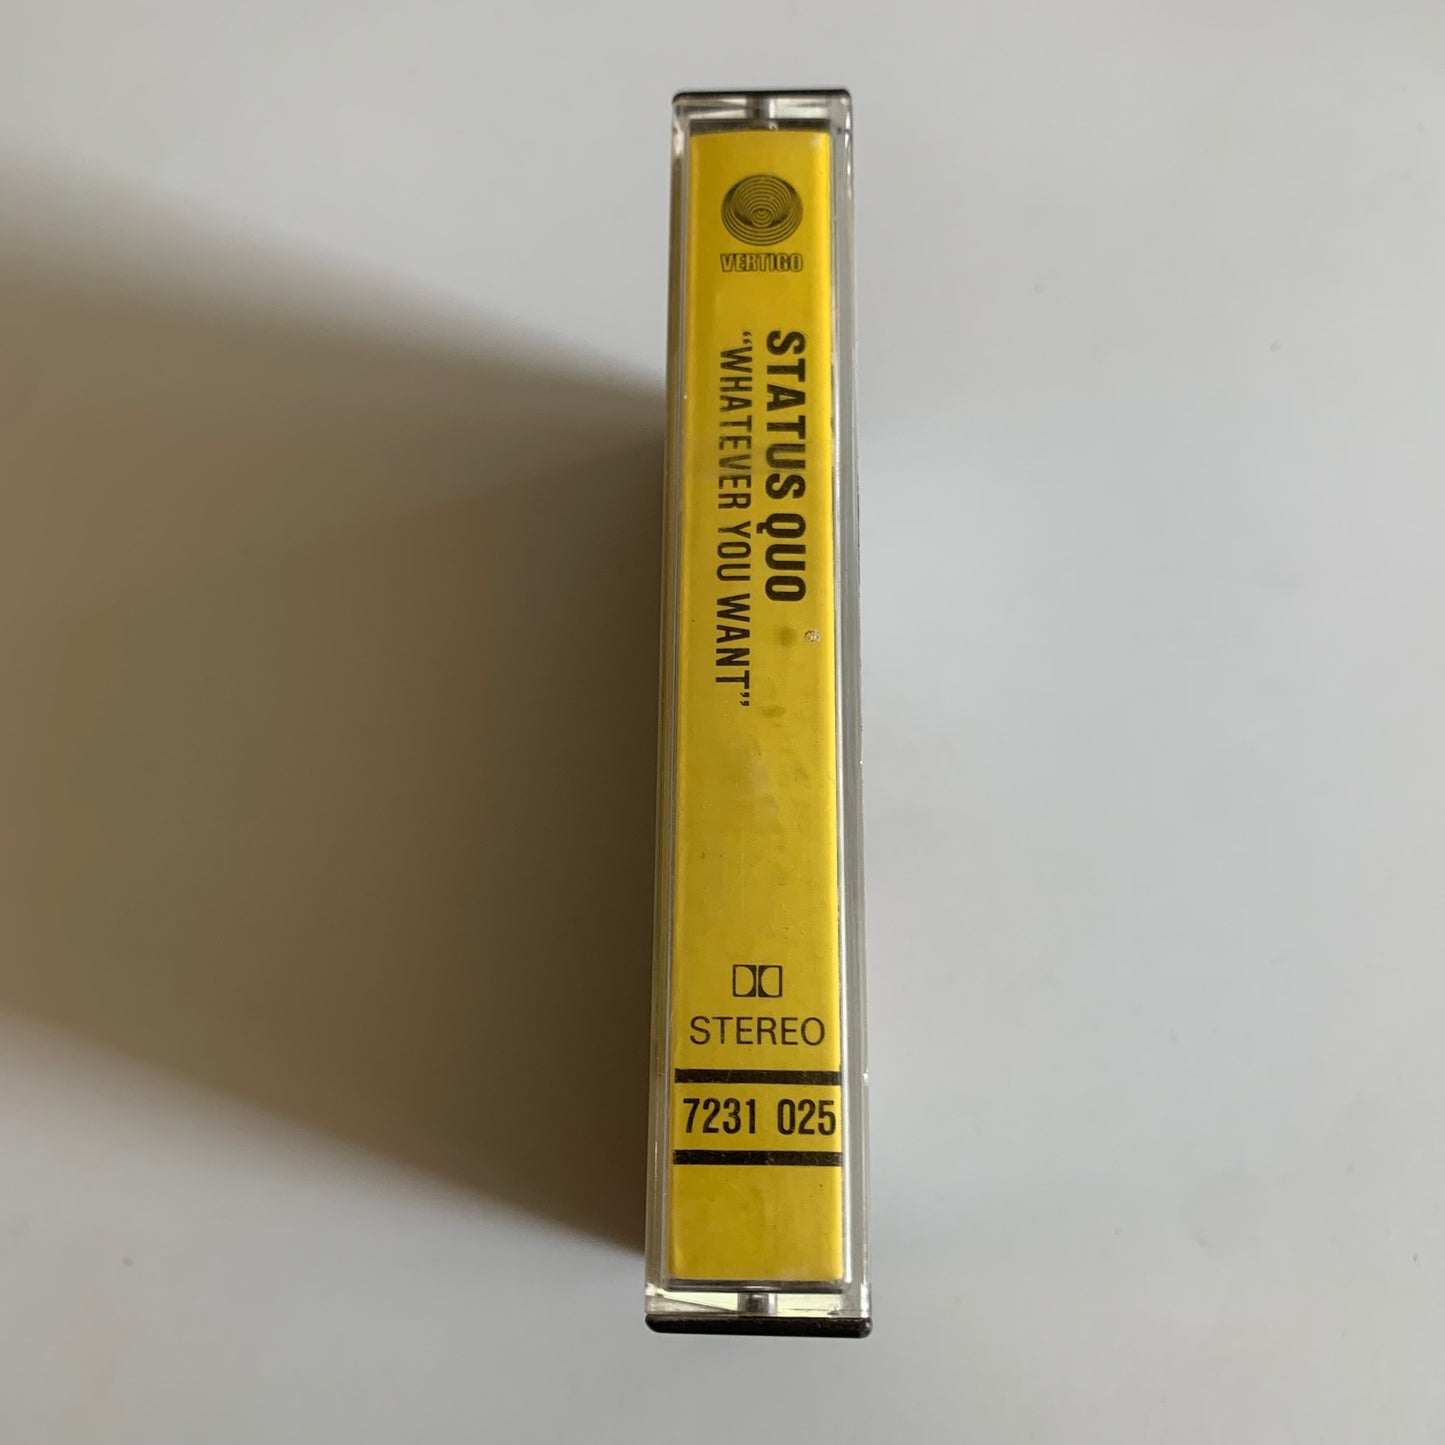 VERTIGO
STATUS QUO
“WHATEVER YOU WANT”
STEREO
7231 025